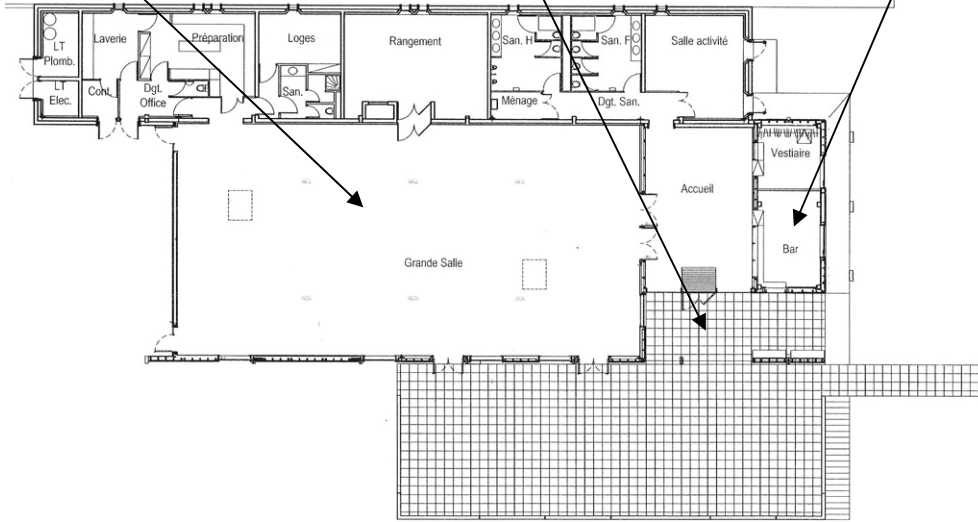 LT
Plomb.
Laverie
Préparation
Loges
Rangement
San. H
San. F
Salle activité
LT
Elec.
Cont.
Dgt.
Office
San.
Ménage
Dgt. San.
Vestiaire
Accueil
Bar
Grande Salle